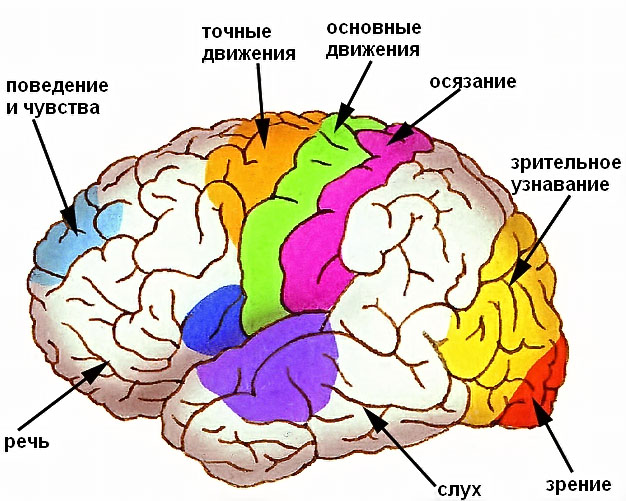 точные
движения
основные
движения
поведение
и чувства
осязание
зрительное
узнавание
речь
слух
зрение